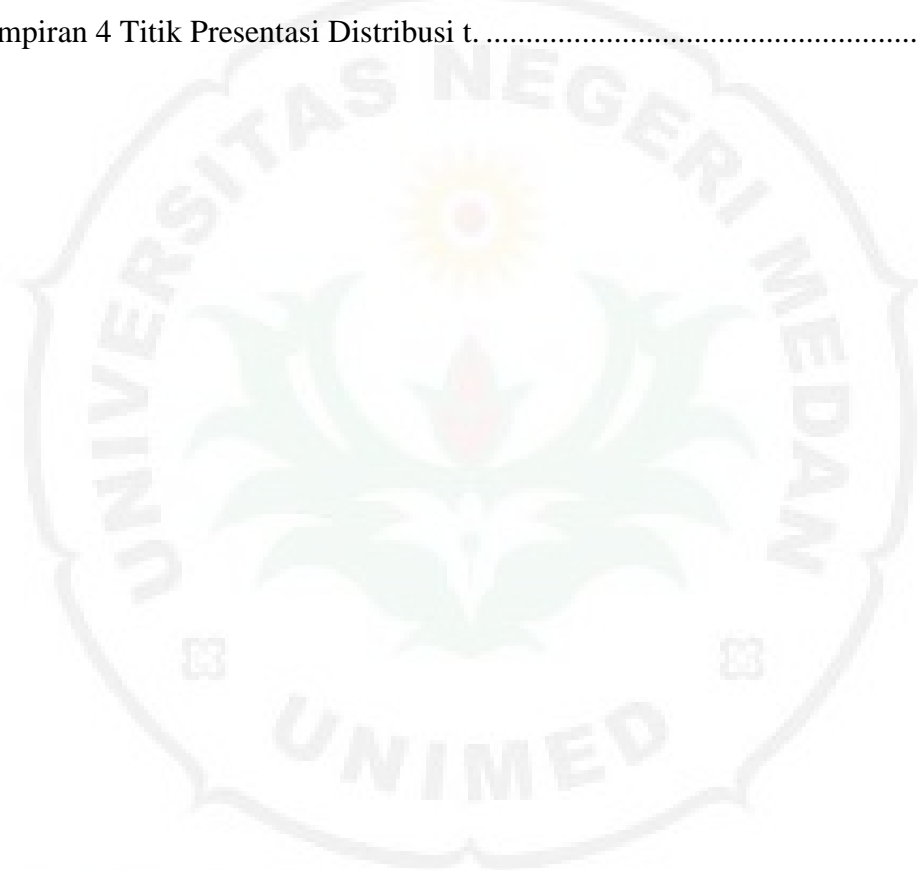 mpiran 4 Titik Presentasi Distribusi t. ......................................................
UNIVERSITAS NEGERI MEDAN
UNIMED